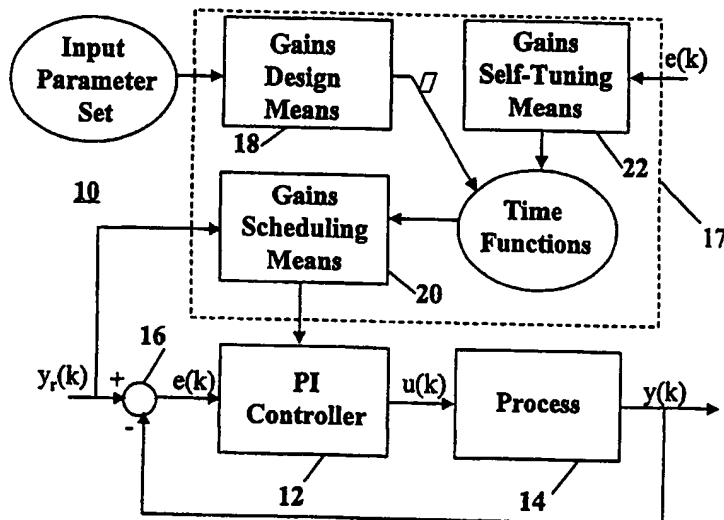 Input
Parameter
Set
Gains
Design
Means
18
Gains
Self-Tuning
Means
22
e(k)
10
Gains
Scheduling
Means
20
Time
Functions
17
16
y_r(k)
+
-
e(k)
PI
Controller
12
u(k)
Process
14
y(k)